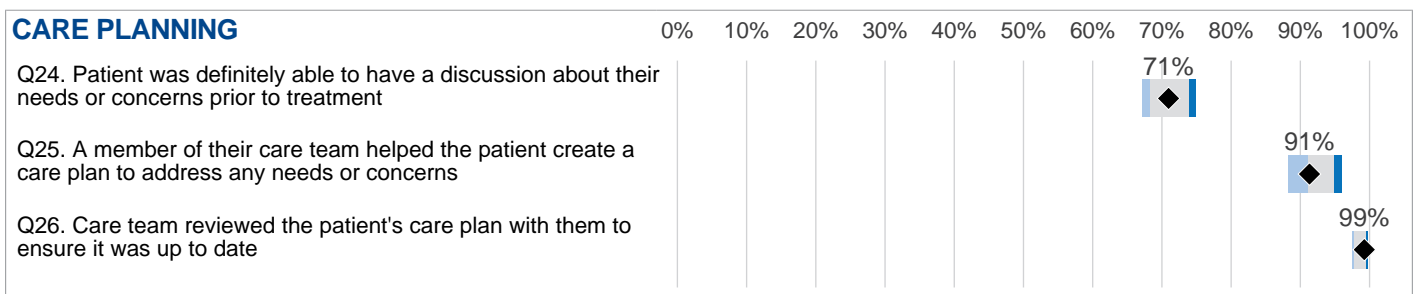 CARE PLANNING 0% 10% 20% 30% 40% 50% 60% 70% 80% 90% 100%
Q24. Patient was definitely able to have a discussion about their
needs or concerns prior to treatment
71%
Q25. A member of their care team helped the patient create a
care plan to address any needs or concerns
91%
Q26. Care team reviewed the patient's care plan with them to
ensure it was up to date
99%